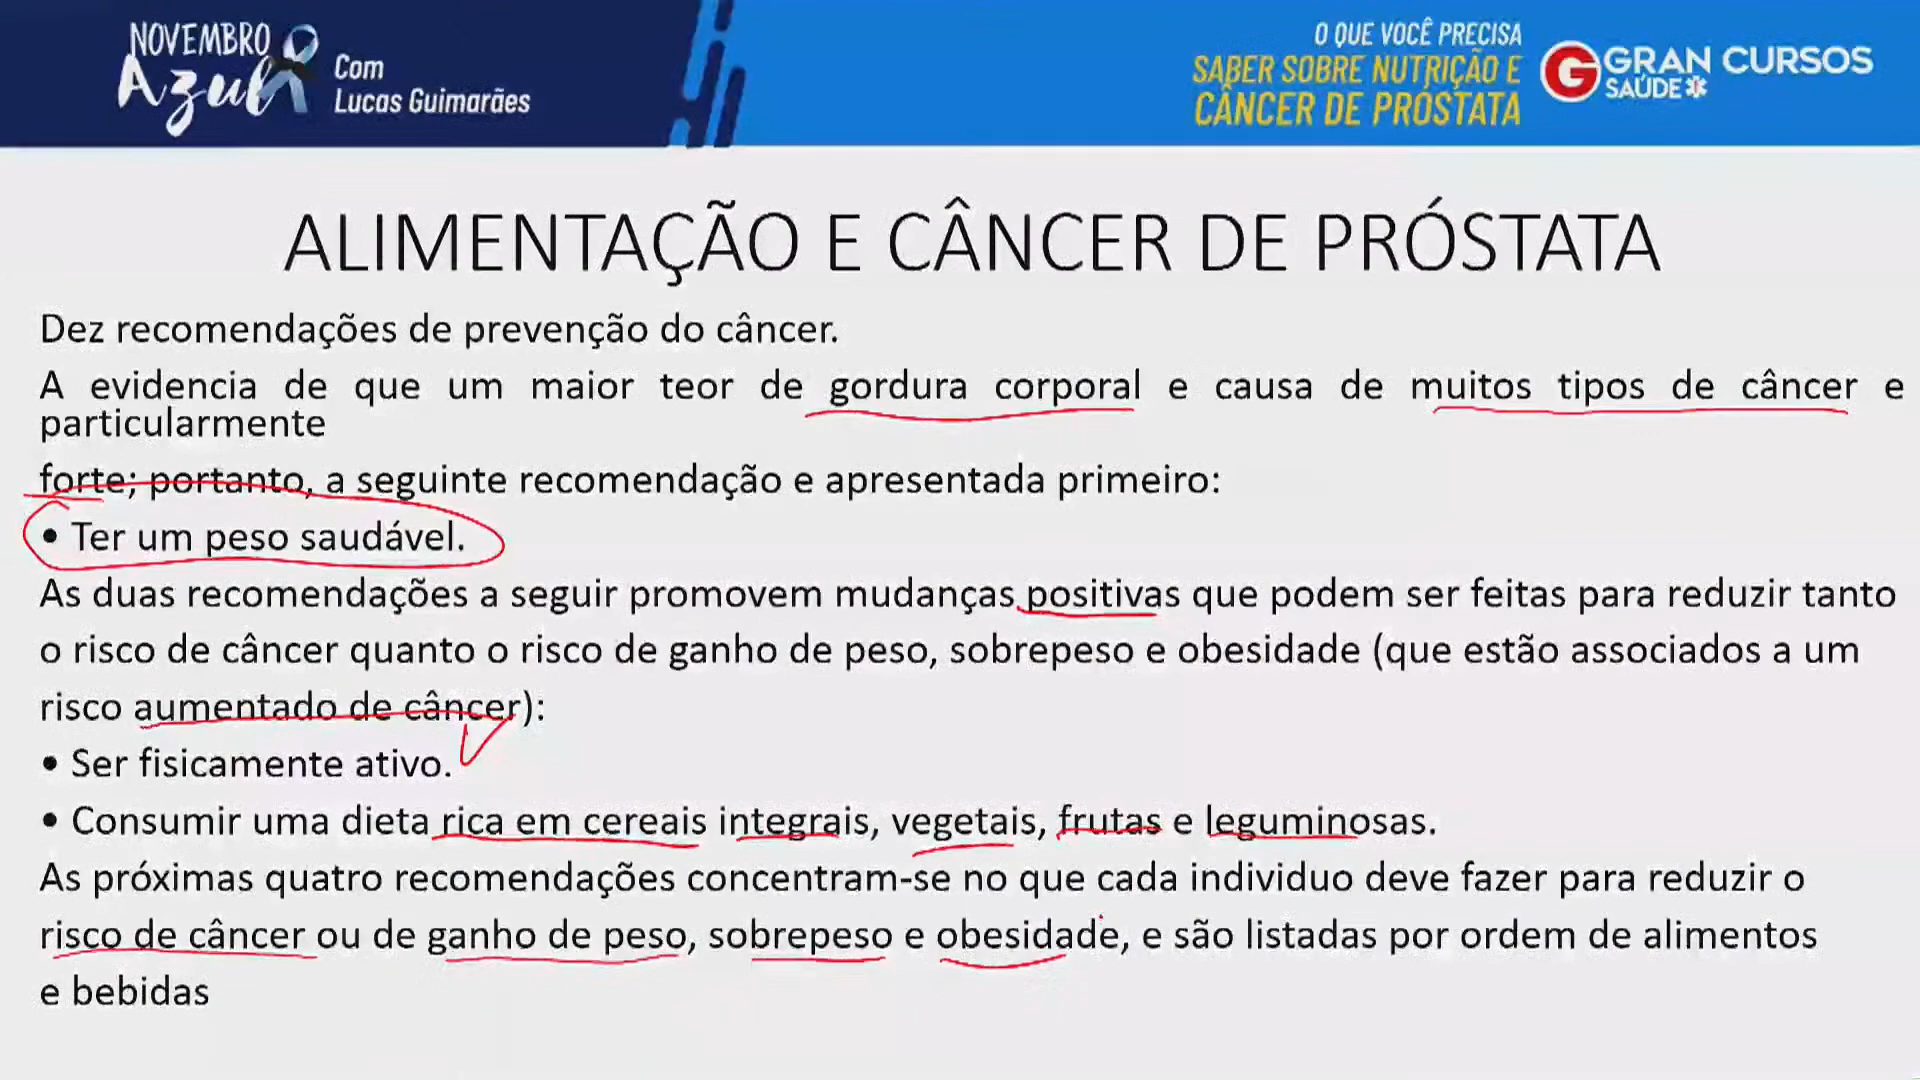 NOVEMBRO
Azul
Com
Lucas Guimarães
O QUE VOCÊ PRECISA
SABER SOBRE NUTRIÇÃO E
CÂNCER DE PRÓSTATA
G GRAN CURSOS
SAÚDE
ALIMENTAÇÃO E CÂNCER DE PRÓSTATA
Dez recomendações de prevenção do câncer.
A evidencia de que um maior teor de gordura corporal e causa de muitos tipos de câncer e
particularmente
forte; portanto, a seguinte recomendação e apresentada primeiro:
• Ter um peso saudável.
As duas recomendações a seguir promovem mudanças positivas que podem ser feitas para reduzir tanto
o risco de câncer quanto o risco de ganho de peso, sobrepeso e obesidade (que estão associados a um
risco aumentado de câncer):
• Ser fisicamente ativo.
• Consumir uma dieta rica em cereais integrais, vegetais, frutas e leguminosas.
As próximas quatro recomendações concentram-se no que cada individuo deve fazer para reduzir o
risco de câncer ou de ganho de peso, sobrepeso e obesidade, e são listadas por ordem de alimentos
e bebidas